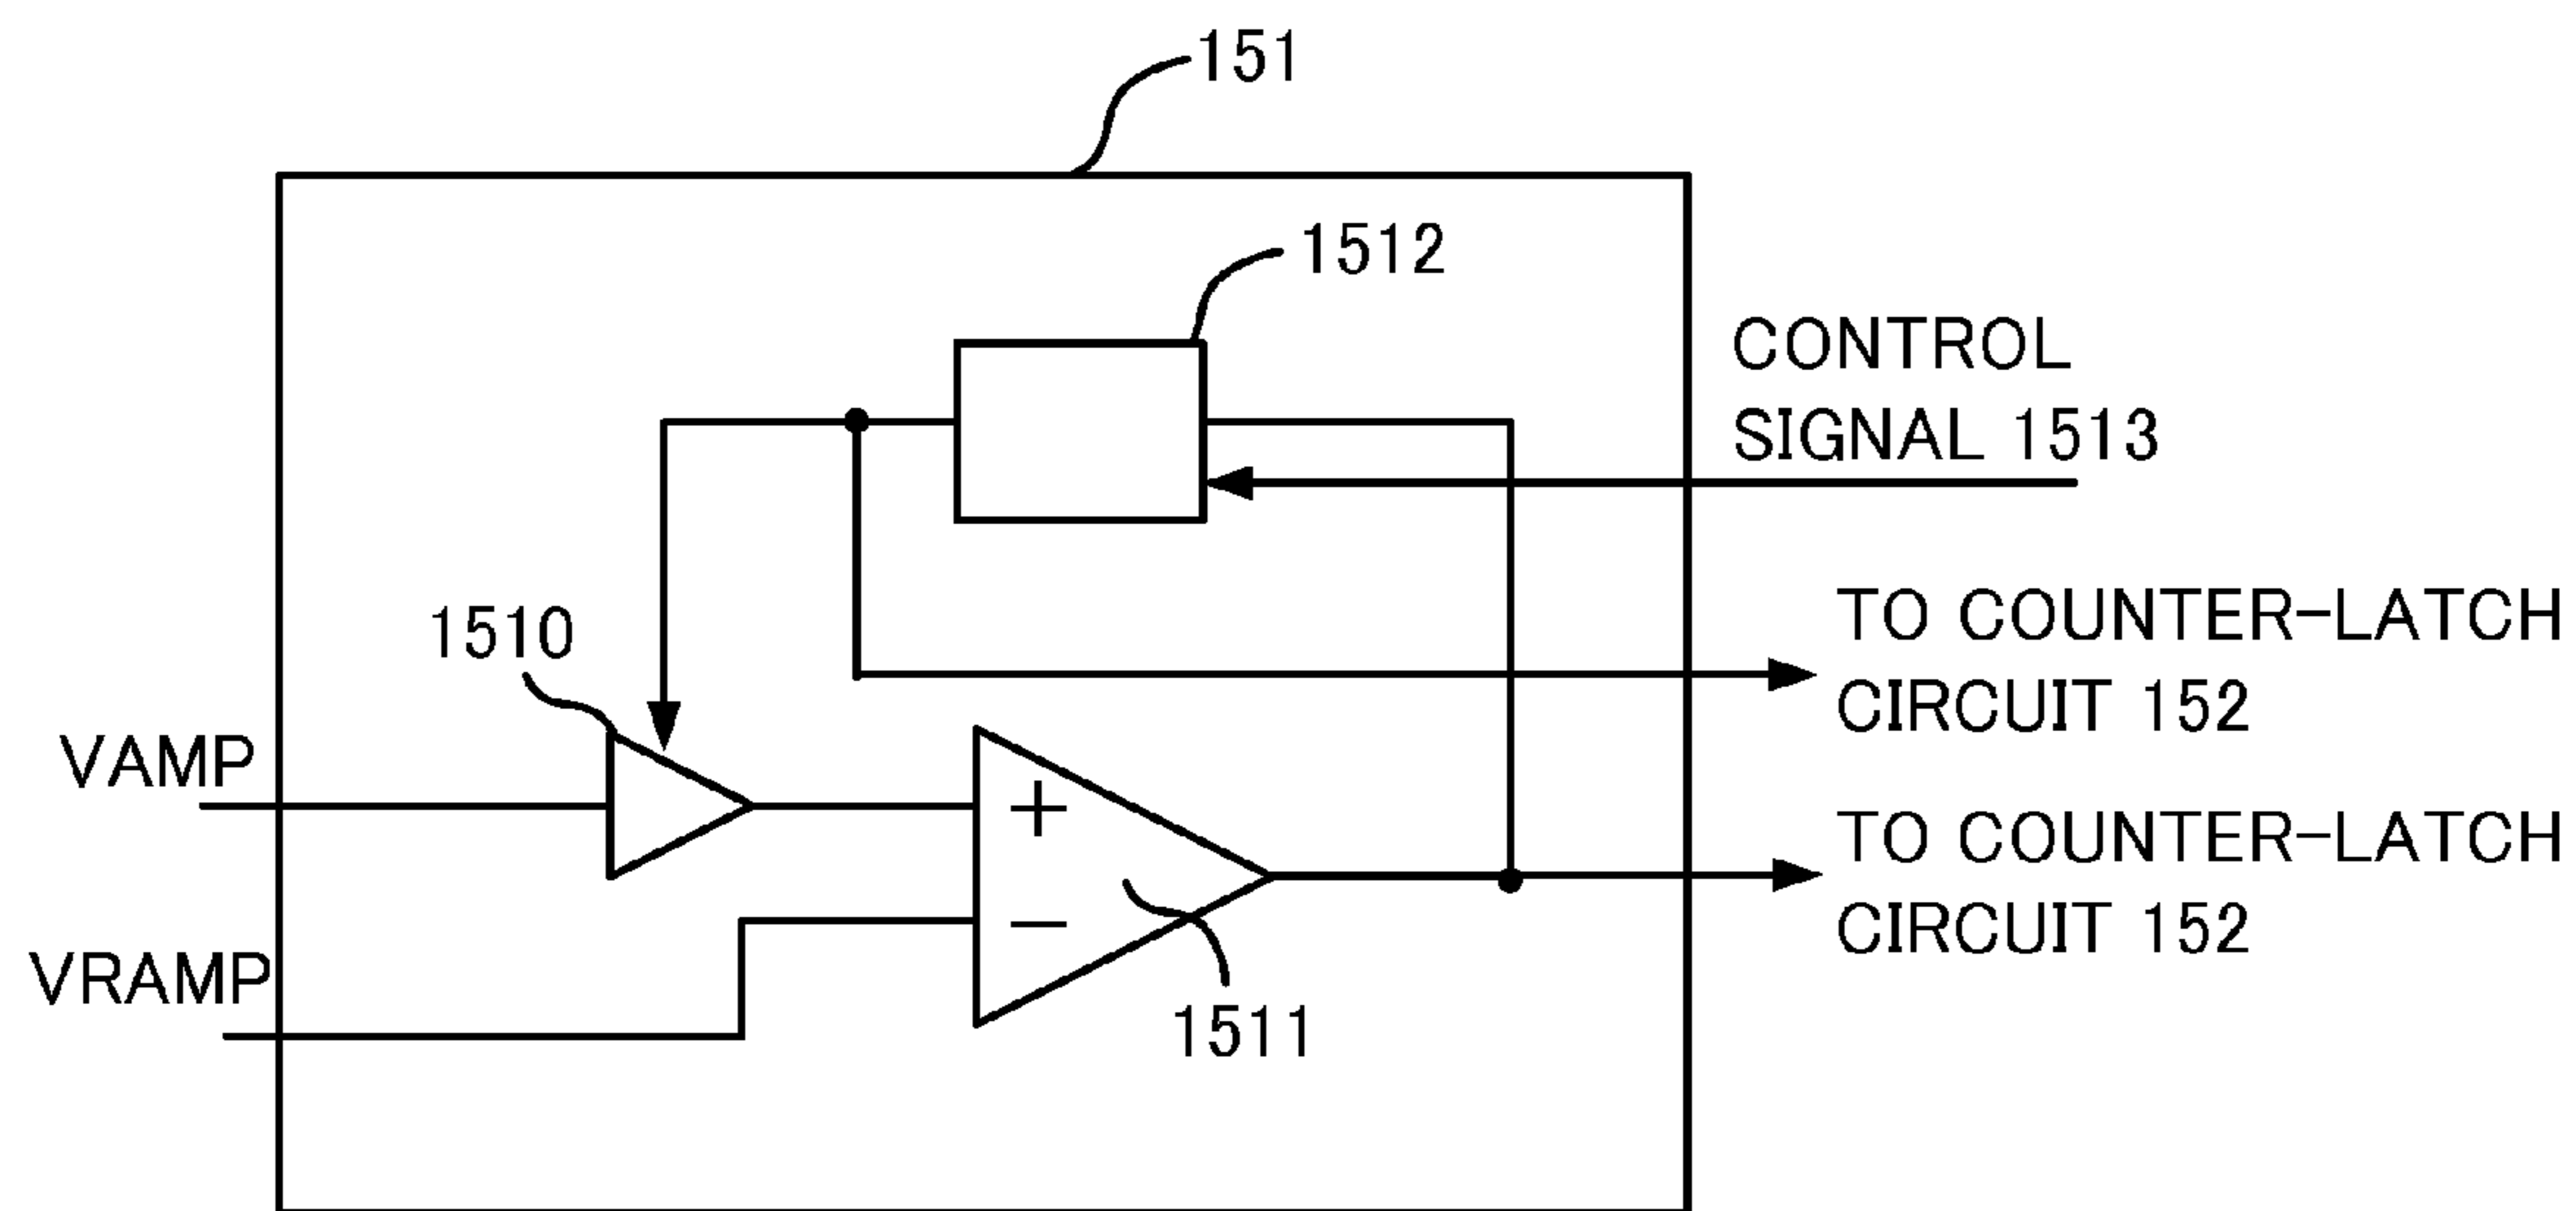 151
1512
CONTROL
SIGNAL 1513
TO COUNTER-LATCH
CIRCUIT 152
1510
VAMP
+
TO COUNTER-LATCH
CIRCUIT 152
−
VRAMP
1511